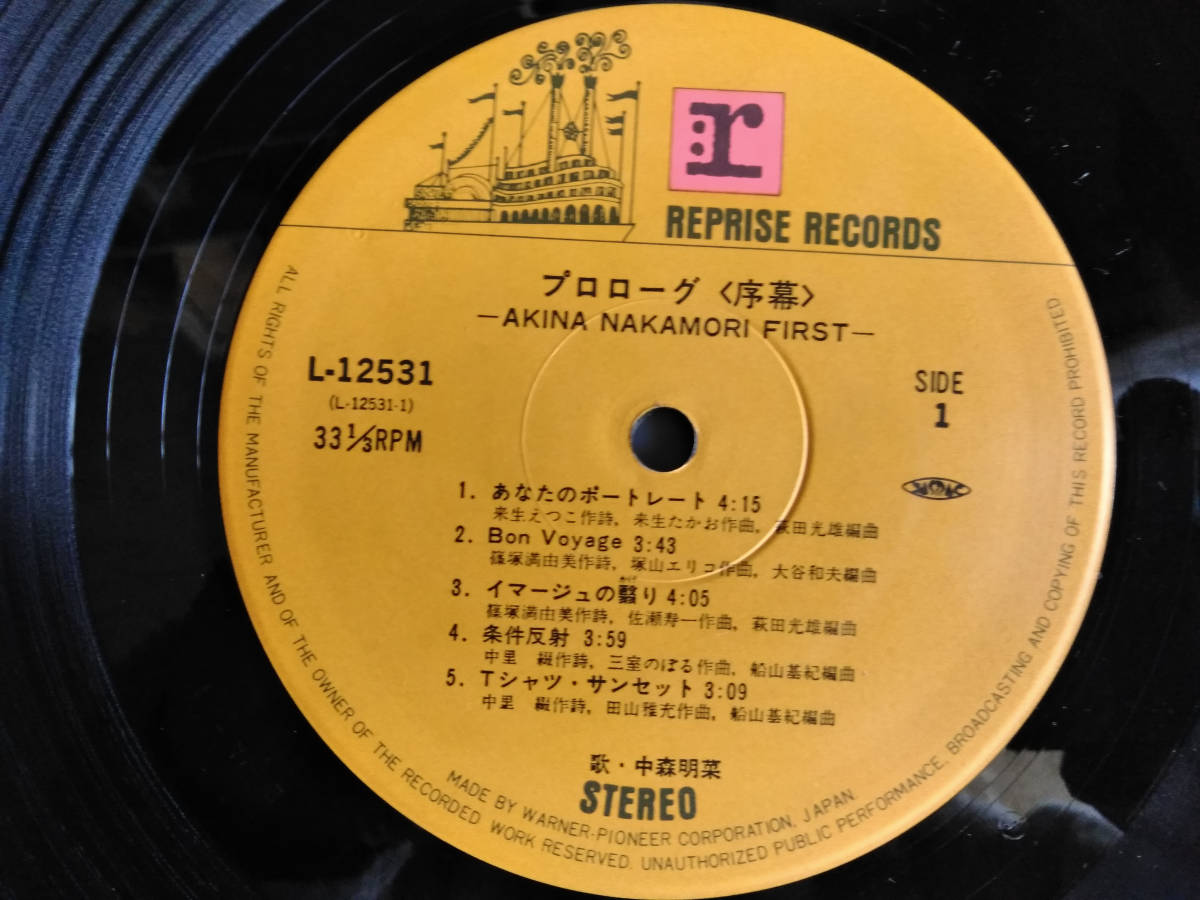 r
REPRISE RECORDS
プロローグ〈序幕〉
—AKINA NAKAMORI FIRST—
L-12531
(L-12531-1)
33 1/3 RPM
SIDE
1
1. あなたのポートレート 4:15
来生えつこ作詩, 来生たかお作曲, 萩田光雄編曲
2. Bon Voyage 3:43
篠塚満由美作詩, 塚山エリコ作曲, 大谷和夫編曲
3. イマージュの翳り 4:05
篠塚満由美作詩, 佐瀬寿一作曲, 萩田光雄編曲
4. 条件反射 3:59
中里 綴作詩, 三室のぼる作曲, 船山基紀編曲
5. Tシャツ・サンセット 3:09
中里 綴作詩, 田山雅充作曲, 船山基紀編曲
歌・中森明菜
STEREO
MADE BY WARNER-PIONEER CORPORATION, JAPAN.
ALL RIGHTS OF THE MANUFACTURER AND OF THE OWNER OF THE RECORDED WORK RESERVED. UNAUTHORIZED PUBLIC PERFORMANCE, BROADCASTING AND COPYING OF THIS RECORD PROHIBITED.